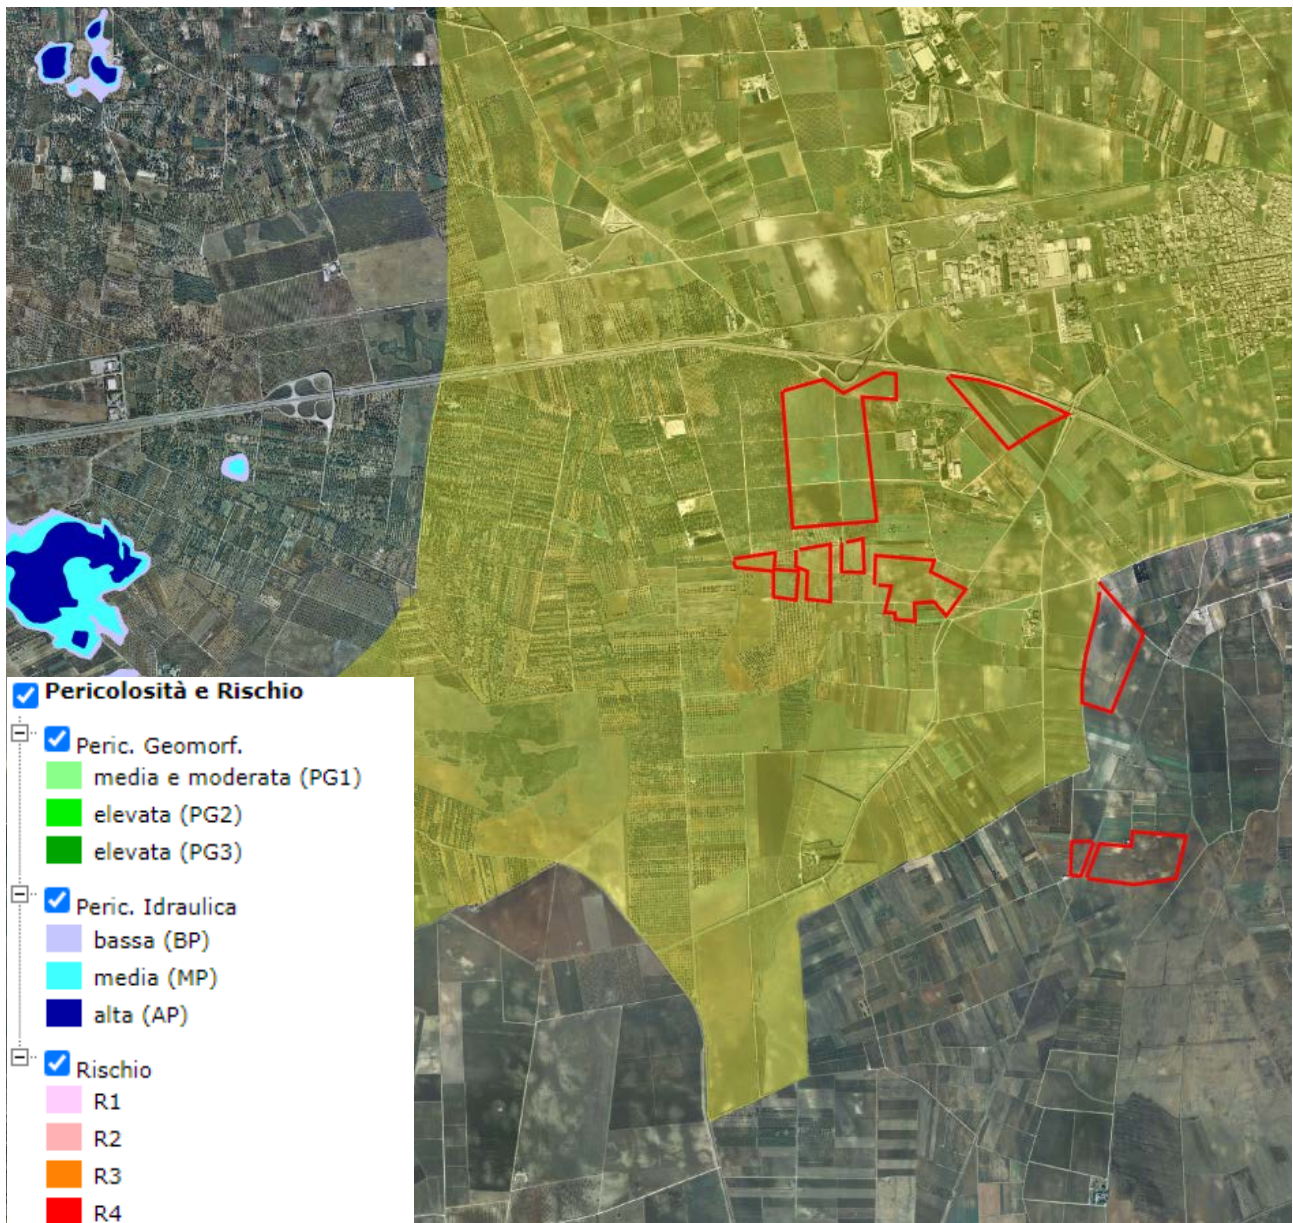 Pericolosità e Rischio
Peric. Geomorf.
media e moderata (PG1)
elevata (PG2)
elevata (PG3)
Peric. Idraulica
bassa (BP)
media (MP)
alta (AP)
Rischio
R1
R2
R3
R4